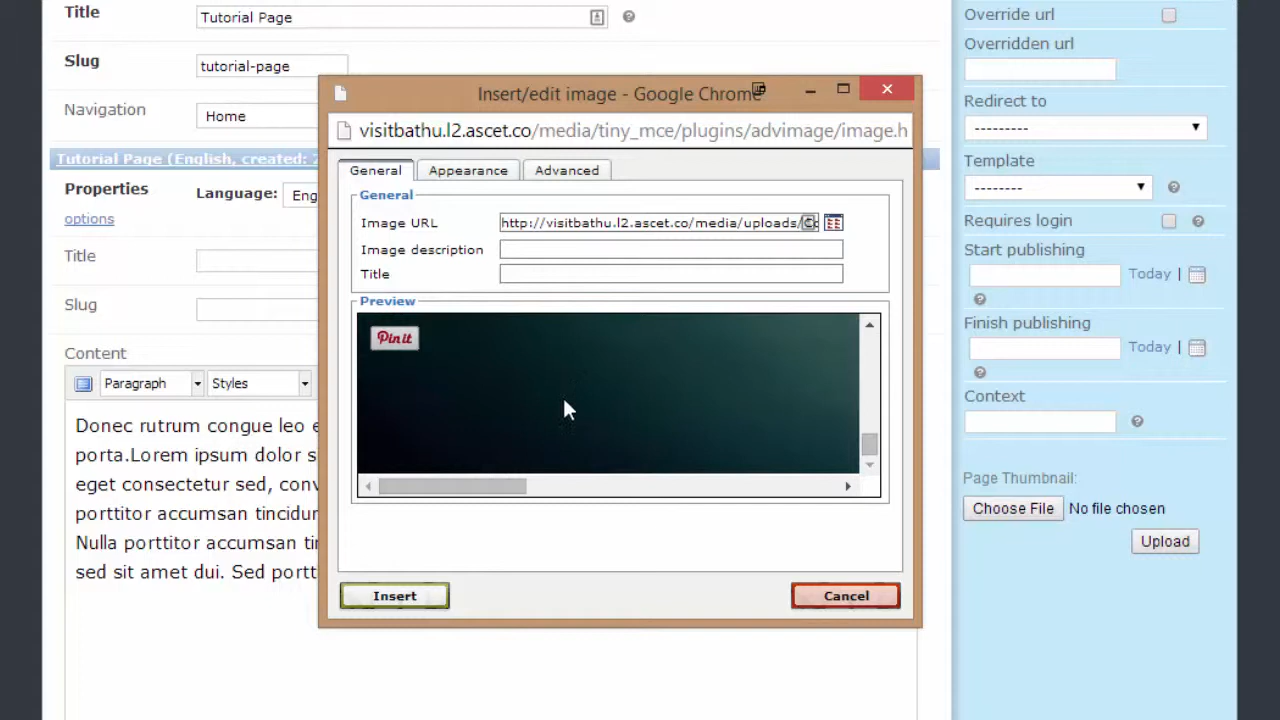 Title
Tutorial Page
Slug
tutorial-page
Navigation
Home
Tutorial Page (English, created:
Properties
Language:
options
Title
Slug
Content
Paragraph
Styles
Donec rutrum congue leo
porta.Lorem ipsum dolor
eget consectetur sed,
porttitor accumsan
Nulla porttitor accumsan
sed sit amet dui. Sed
Insert/edit image - Google Chrome
visitbathu.l2.ascet.co/media/tiny_mce/plugins/advimage/image.h
General
Appearance
Advanced
General
Image URL
http://visitbathu.l2.ascet.co/media/uploads/
Image description
Title
Preview
Pin it
Insert
Cancel
Override url
Overridden url
Redirect to
---------
Template
--------
Requires login
Start publishing
Today |
Finish publishing
Today |
Context
Page Thumbnail:
Choose File No file chosen
Upload